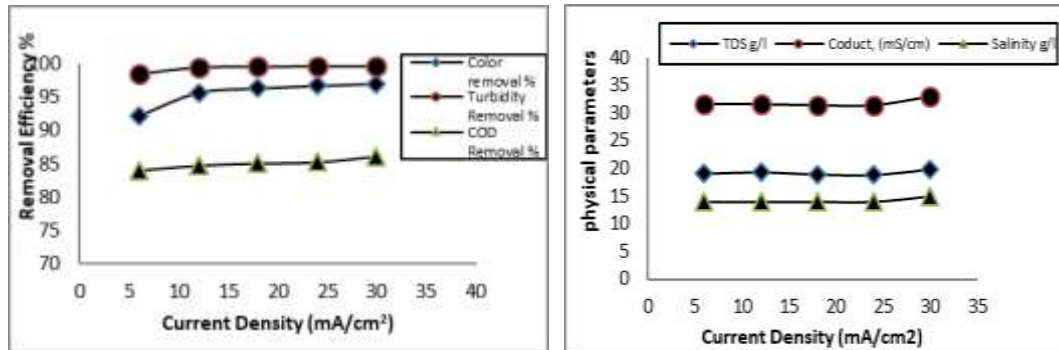 100
95
90
85
80
75
70
Removal Efficiency %
0 5 10 15 20 25 30 35 40
Current Density (mA/cm²)
Color
removal %
Turbidity
Removal %
COD
Removal %
TDS g/l Coduct, (mS/cm) Salinity g/l
40
35
30
25
20
15
10
5
0
physical parameters
0 5 10 15 20 25 30 35
Current Density (mA/cm2)